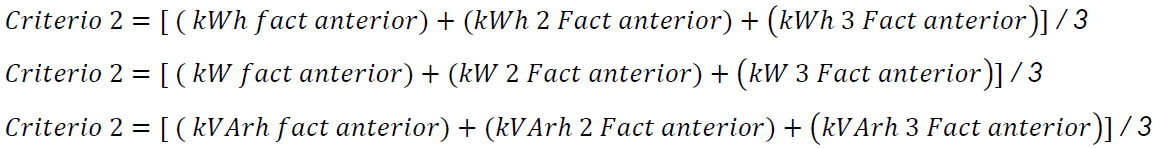 Criterio 2 = [ ( kWh fact anterior) + (kWh 2 Fact anterior) + (kWh 3 Fact anterior)] / 3
Criterio 2 = [ ( kW fact anterior) + (kW 2 Fact anterior) + (kW 3 Fact anterior)] / 3
Criterio 2 = [ ( kVArh fact anterior) + (kVArh 2 Fact anterior) + (kVArh 3 Fact anterior)] / 3